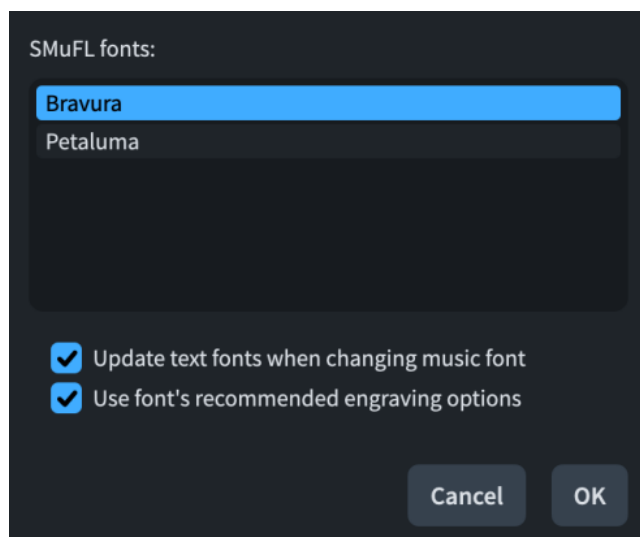 SMuFL fonts:
Bravura
Petaluma
Update text fonts when changing music font
Use font's recommended engraving options
Cancel OK